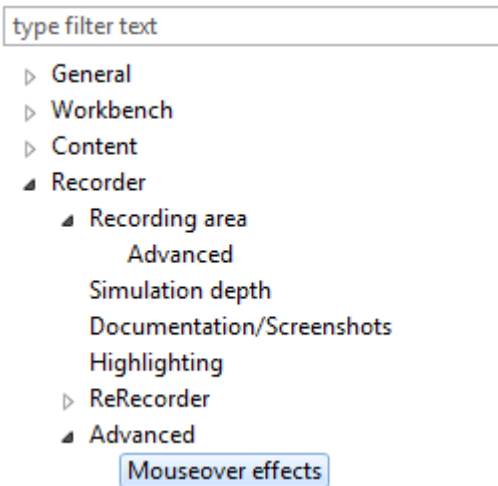 type filter text
General
Workbench
Content
Recorder
Recording area
Advanced
Simulation depth
Documentation/Screenshots
Highlighting
ReRecorder
Advanced
Mouseover effects